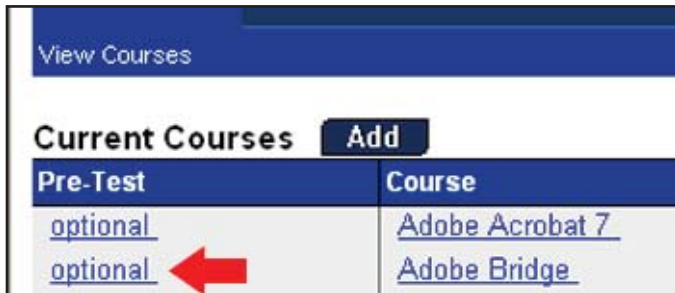 View Courses
Current Courses Add
Pre-Test Course
optional Adobe Acrobat 7
optional Adobe Bridge